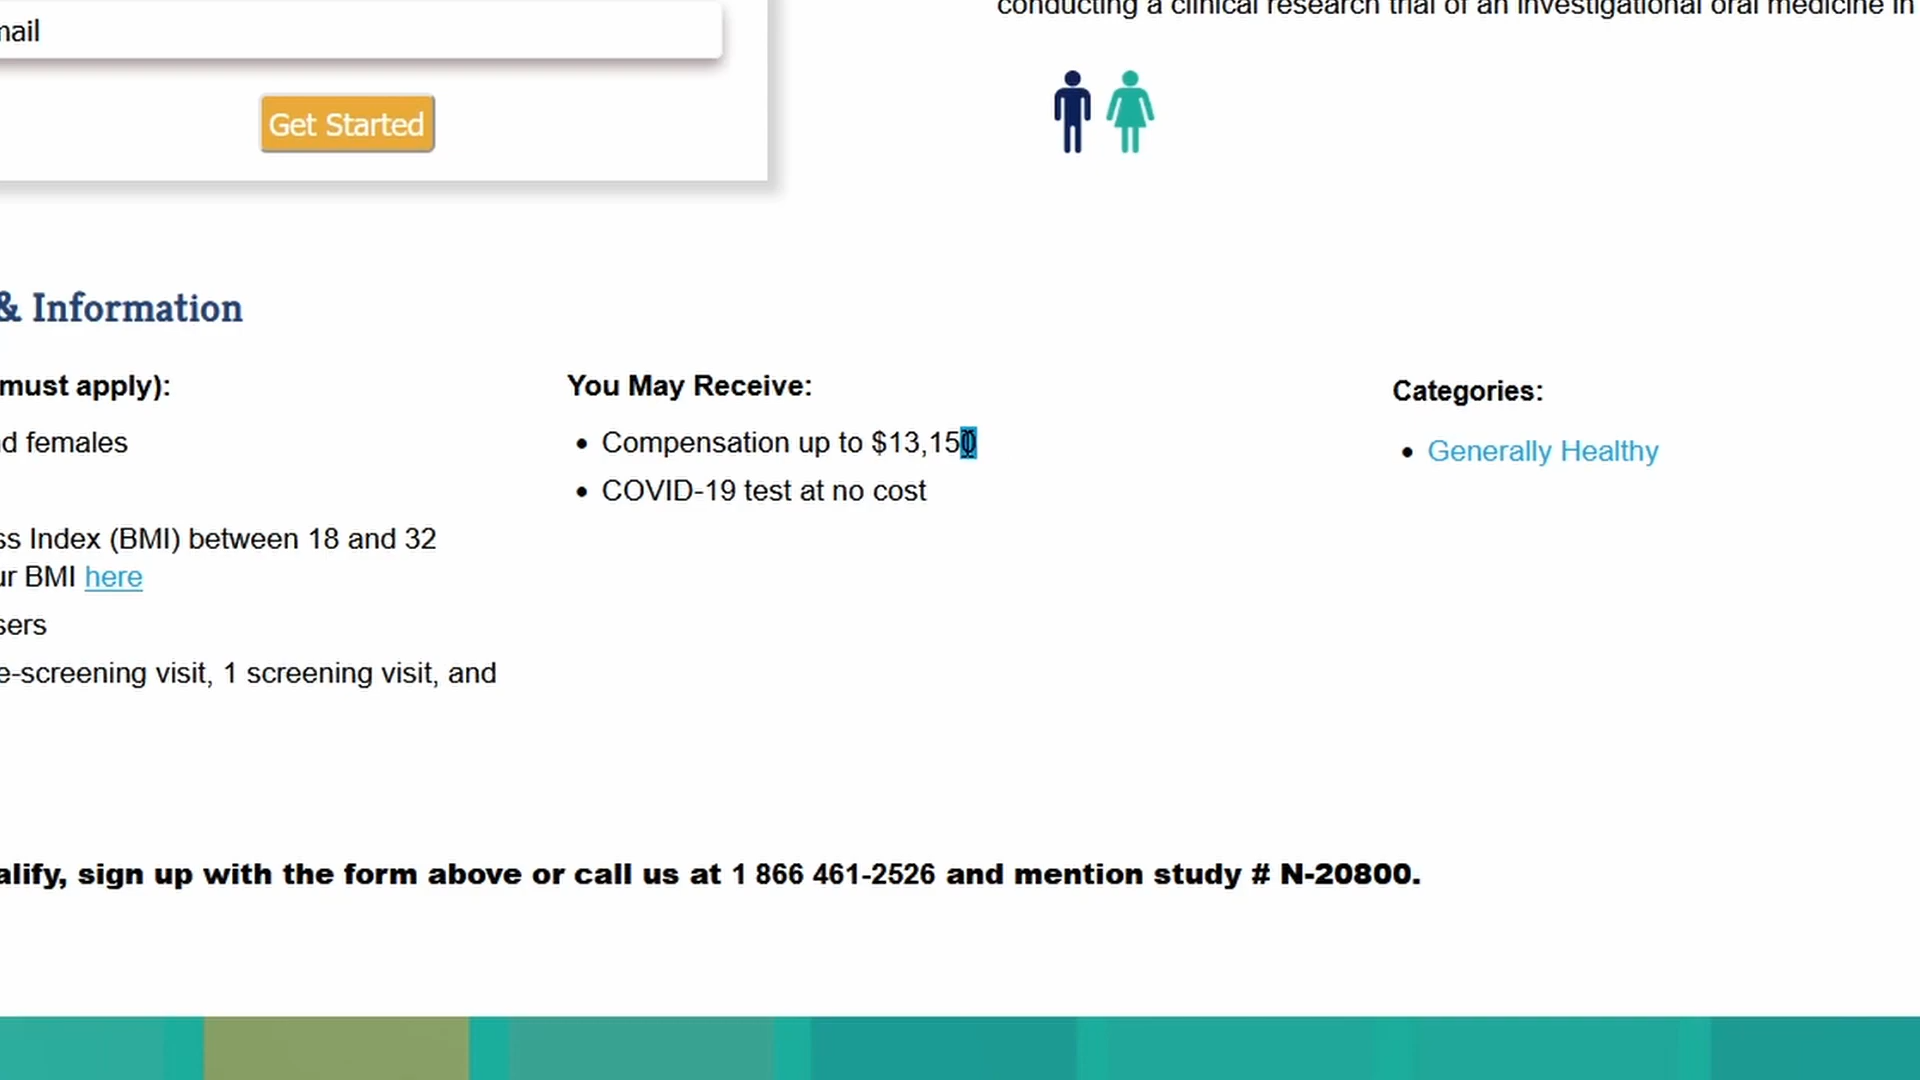 conducting a clinical research trial of an investigational oral medicine in
mail
Get Started
& Information
must apply):
d females
ss Index (BMI) between 18 and 32
ur BMI here
sers
e-screening visit, 1 screening visit, and
You May Receive:
• Compensation up to $13,150
• COVID-19 test at no cost
Categories:
• Generally Healthy
alify, sign up with the form above or call us at 1 866 461-2526 and mention study # N-20800.